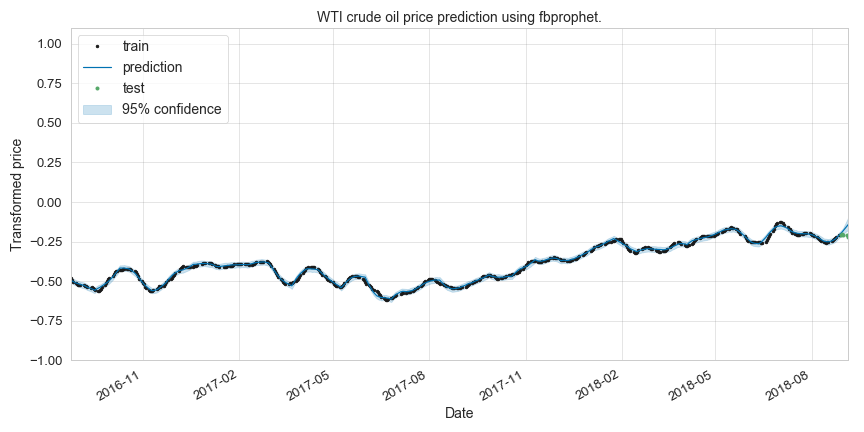 WTI crude oil price prediction using fbprophet.
train
prediction
test
95% confidence
Transformed price
1.00
0.75
0.50
0.25
0.00
−0.25
−0.50
−0.75
−1.00
2016-11
2017-02
2017-05
2017-08
2017-11
2018-02
2018-05
2018-08
Date